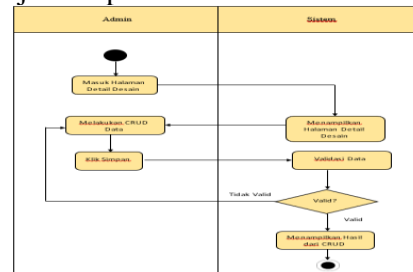 Admin
Sistem
Masuk Halaman
Detail Desain
Melakukan CRUD
Data
Menampilkan
Halaman Detail
Desain
Klik Simpan
Validasi Data
Tidak Valid
Valid?
Valid
Menampilkan Hasil
dari CRUD